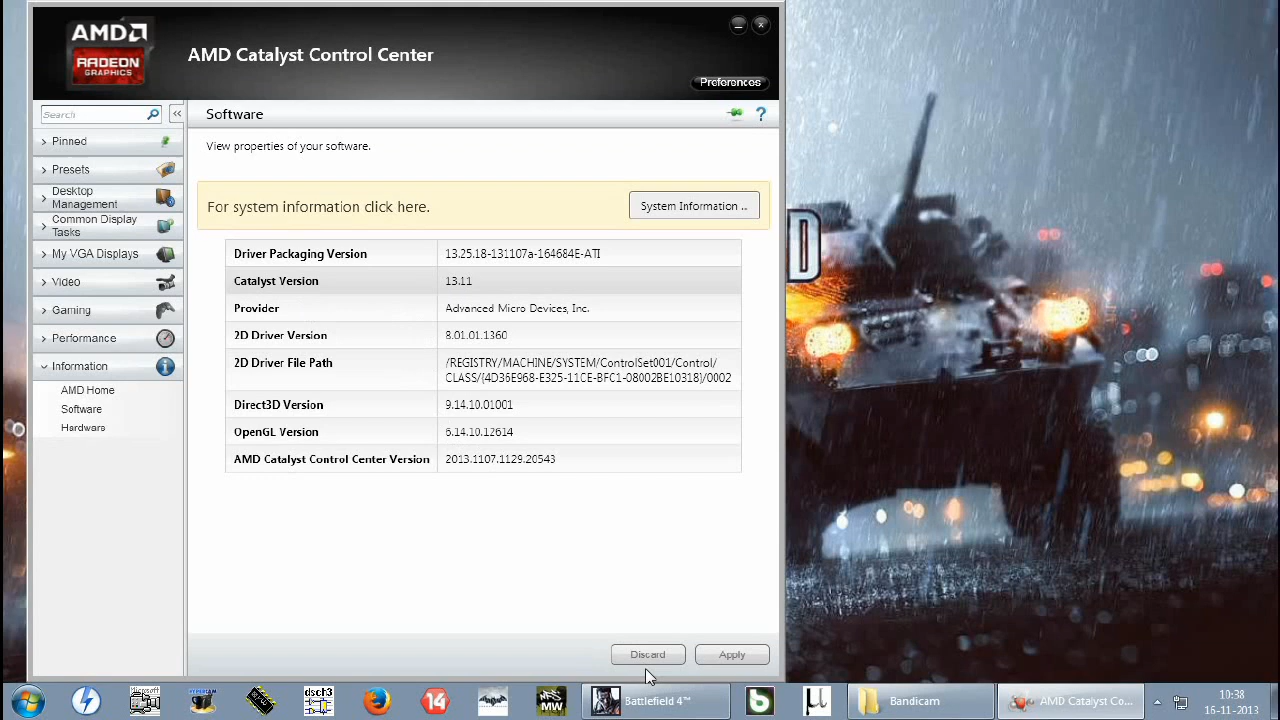 AMD
RADEON
GRAPHICS
AMD Catalyst Control Center
Preferences
Search
Software
Pinned
View properties of your software.
Presets
Desktop
Management
For system information click here.
System Information ..
Common Display
Tasks
My VGA Displays
Video
Gaming
Performance
Information
AMD Home
Software
Hardware
Driver Packaging Version 13.25.18-131107a-164684E-ATI
Catalyst Version 13.11
Provider Advanced Micro Devices, Inc.
2D Driver Version 8.01.01.1360
2D Driver File Path /REGISTRY/MACHINE/SYSTEM/ControlSet001/Control/
CLASS/{4D36E968-E325-11CE-BFC1-08002BE10318}/0002
Direct3D Version 9.14.10.01001
OpenGL Version 6.14.10.12614
AMD Catalyst Control Center Version 2013.1107.1129.20543
D
Discard
Apply
HYPERCAM
dsch3
14
MW
Battlefield 4™
b
µ
Bandicam
AMD Catalyst Co...
10:38
16-11-2013